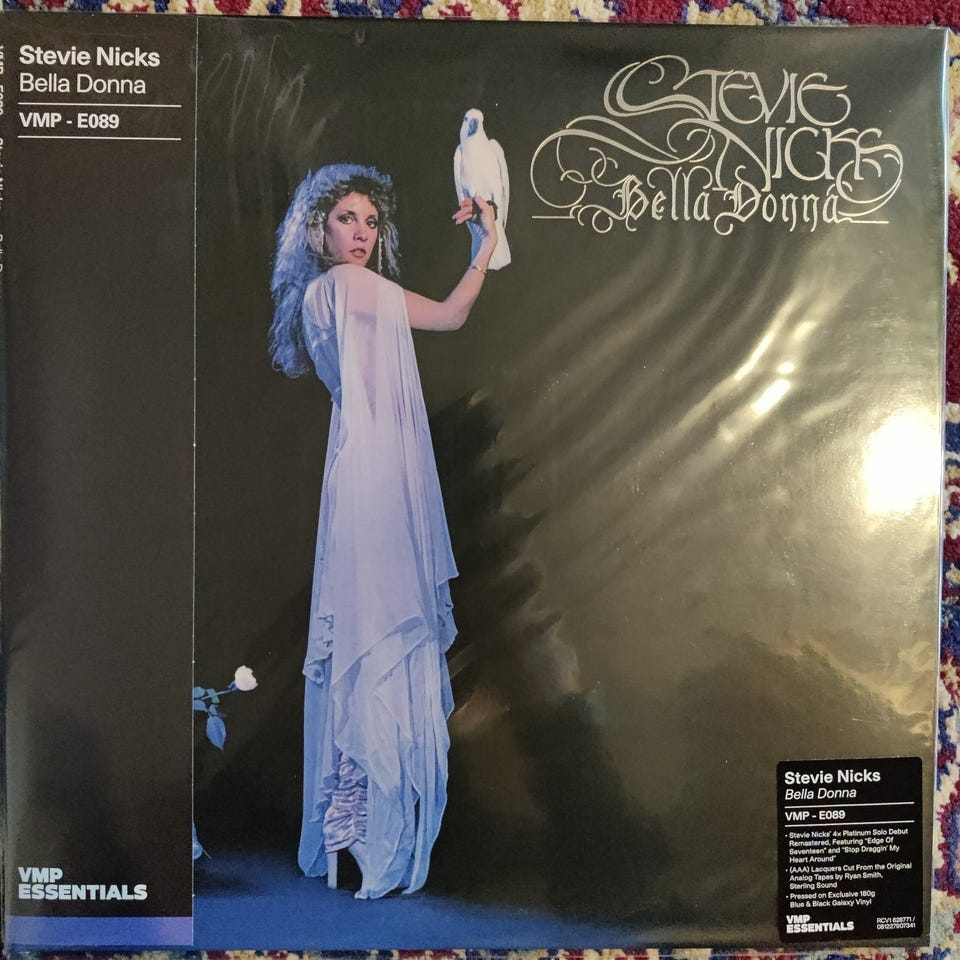 Stevie Nicks
Bella Donna
VMP - E089
STEVIE
NICKS
Bella Donna
VMP
ESSENTIALS
Stevie Nicks
Bella Donna
VMP - E089
• Stevie Nicks' 4x Platinum Solo Debut
Remastered, Featuring "Edge Of
Seventeen" and "Stop Draggin' My
Heart Around"
• (AAA) Lacquers Cut From the Original
Analog Tapes by Ryan Smith,
Sterling Sound
• Pressed on Exclusive 180g
Blue & Black Galaxy Vinyl
VMP
ESSENTIALS
RCV1 628771 /
081227907341